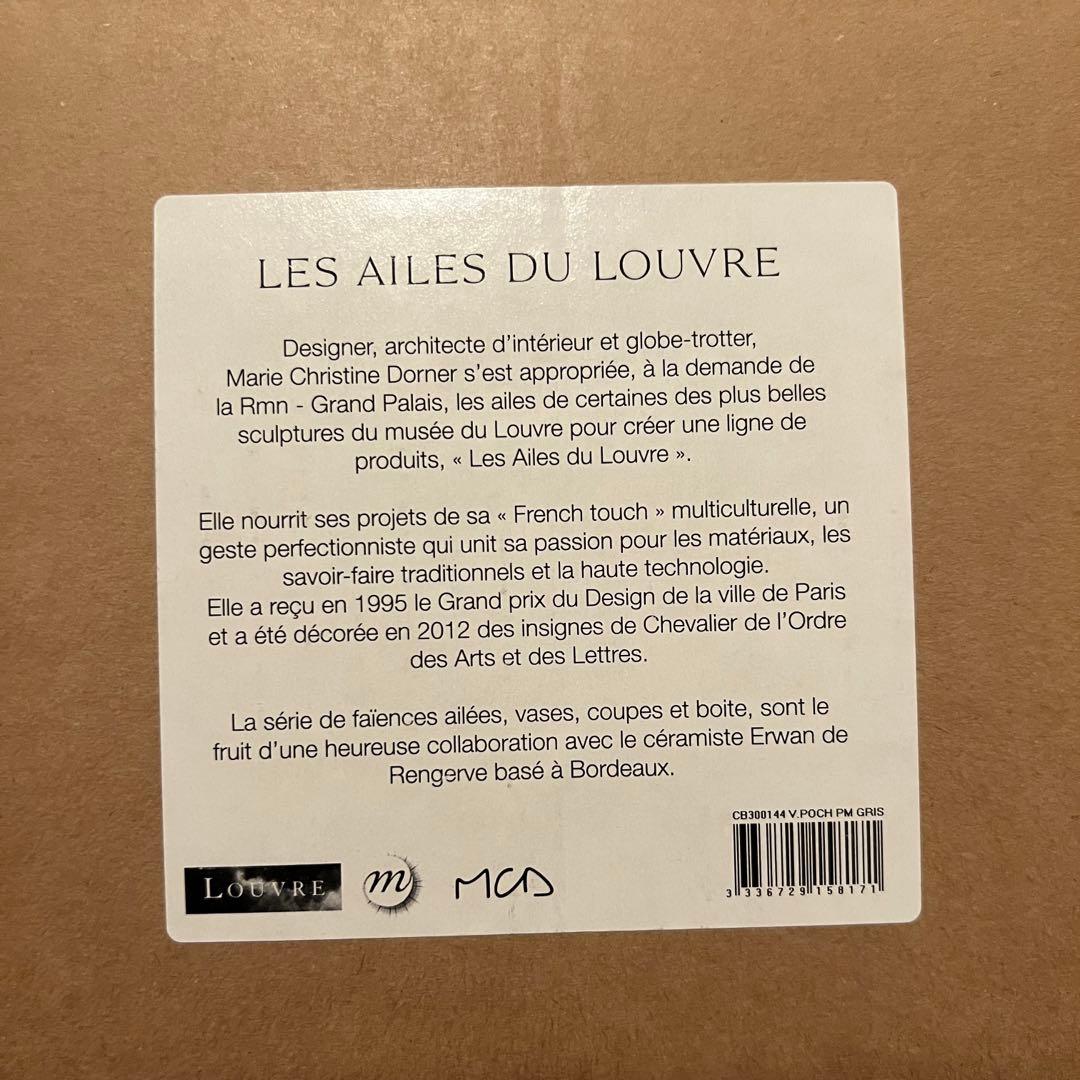 LES AILES DU LOUVRE
Designer, architecte d'intérieur et globe-trotter,
Marie Christine Dorner s'est appropriée, à la demande de
la Rmn - Grand Palais, les ailes de certaines des plus belles
sculptures du musée du Louvre pour créer une ligne de
produits, « Les Ailes du Louvre ».
Elle nourrit ses projets de sa « French touch » multiculturelle, un
geste perfectionniste qui unit sa passion pour les matériaux, les
savoir-faire traditionnels et la haute technologie.
Elle a reçu en 1995 le Grand prix du Design de la ville de Paris
et a été décorée en 2012 des insignes de Chevalier de l'Ordre
des Arts et des Lettres.
La série de faïences ailées, vases, coupes et boite, sont le
fruit d'une heureuse collaboration avec le céramiste Erwan de
Rengerve basé à Bordeaux.
CB300144 V.POCH PM GRIS
3 336729 158171
LOUVRE m MCD